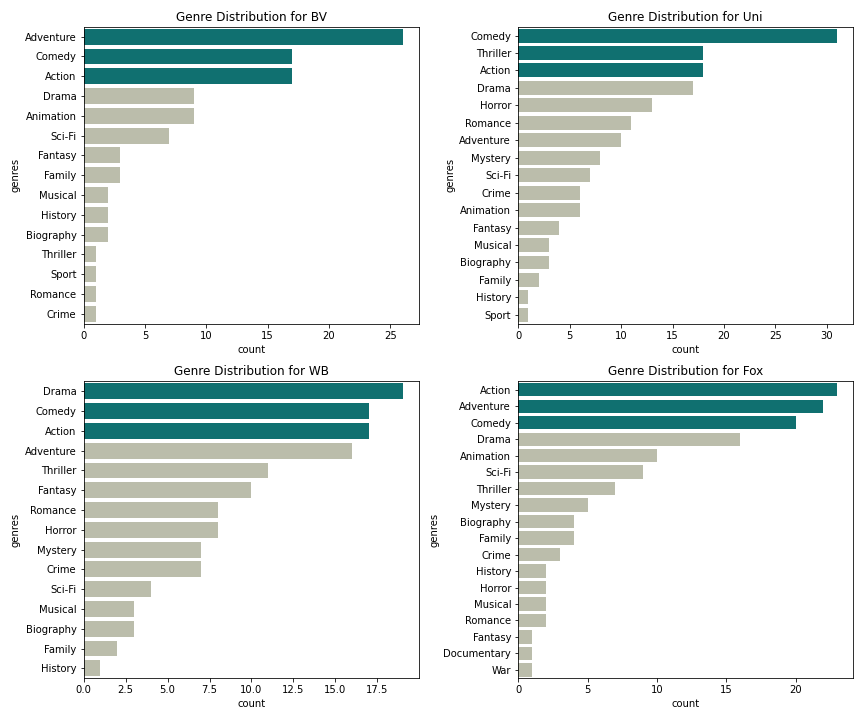 Genre Distribution for BV
genres
Adventure
Comedy
Action
Drama
Animation
Sci-Fi
Fantasy
Family
Musical
History
Biography
Thriller
Sport
Romance
Crime
0 5 10 15 20 25
count
Genre Distribution for Uni
genres
Comedy
Thriller
Action
Drama
Horror
Romance
Adventure
Mystery
Sci-Fi
Crime
Animation
Fantasy
Musical
Biography
Family
History
Sport
0 5 10 15 20 25 30
count
Genre Distribution for WB
genres
Drama
Comedy
Action
Adventure
Thriller
Fantasy
Romance
Horror
Mystery
Crime
Sci-Fi
Musical
Biography
Family
History
0.0 2.5 5.0 7.5 10.0 12.5 15.0 17.5
count
Genre Distribution for Fox
genres
Action
Adventure
Comedy
Drama
Animation
Sci-Fi
Thriller
Mystery
Biography
Family
Crime
History
Horror
Musical
Romance
Fantasy
Documentary
War
0 5 10 15 20
count